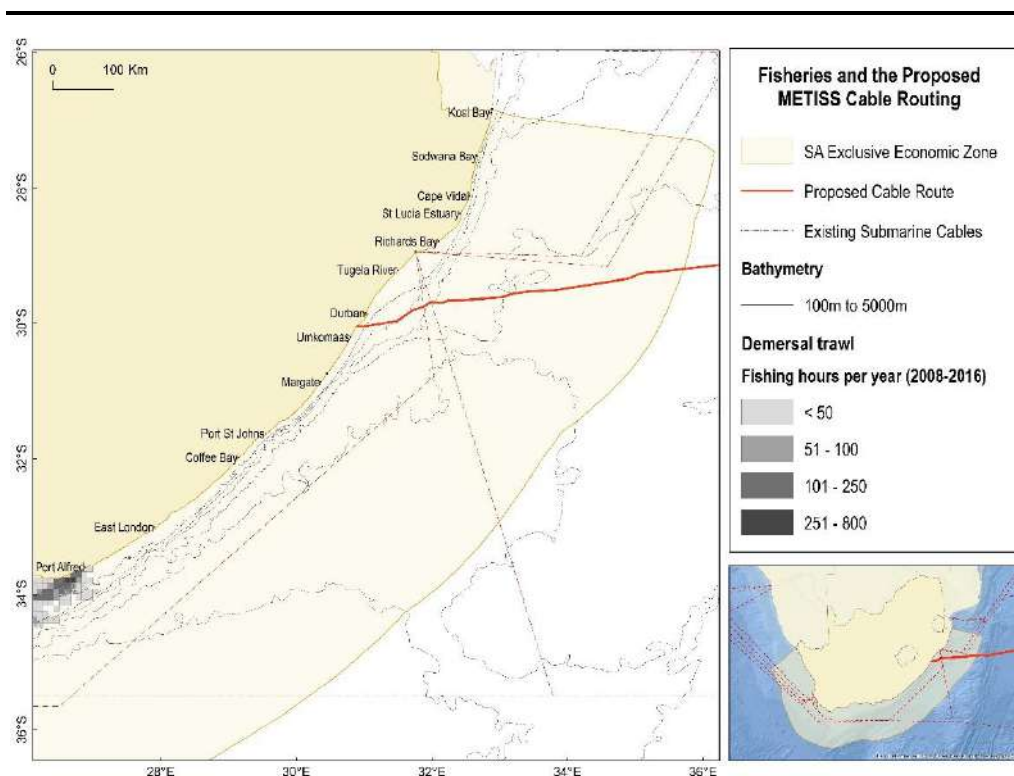 26°S
28°S
30°S
32°S
34°S
36°S
0 100 Km
Kosi Bay
Sodwana Bay
Cape Vidal
St Lucia Estuary
Richards Bay
Tugela River
Durban
Umkomaas
Margate
Port St Johns
Coffee Bay
East London
Port Alfred
28°E
30°E
32°E
34°E
36°E
Fisheries and the Proposed
METISS Cable Routing
SA Exclusive Economic Zone
Proposed Cable Route
Existing Submarine Cables
Bathymetry
100m to 5000m
Demersal trawl
Fishing hours per year (2008-2016)
< 50
51 - 100
101 - 250
251 - 800